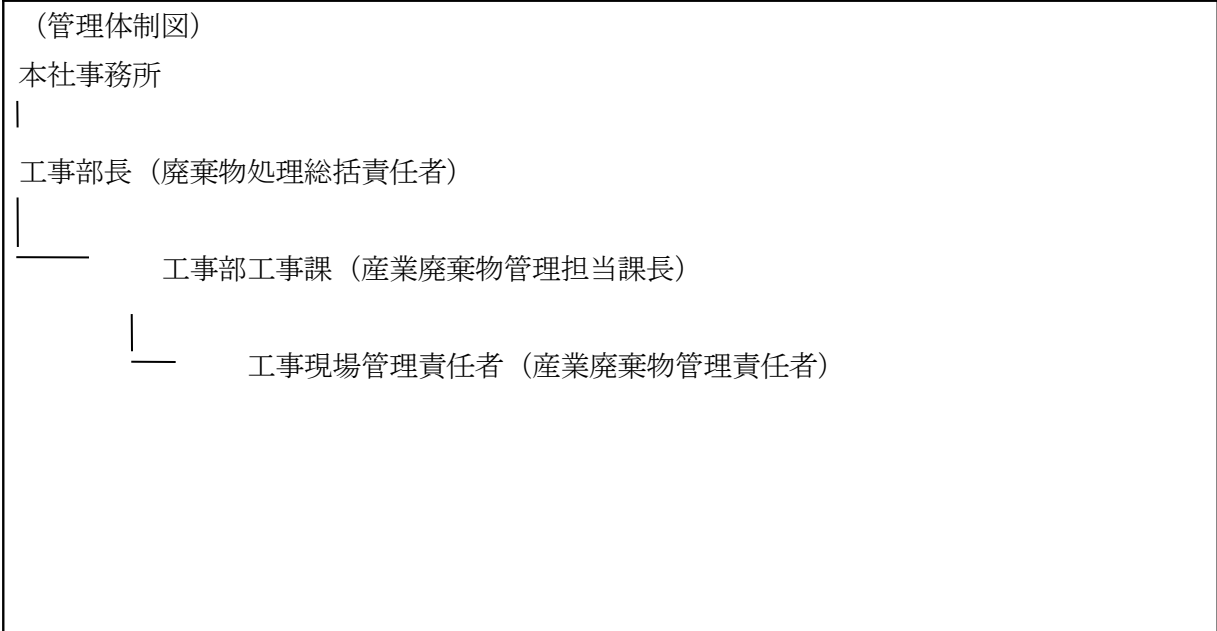 （管理体制図）
本社事務所
工事部長（廃棄物処理総括責任者）
工事部工事課（産業廃棄物管理担当課長）
工事現場管理責任者（産業廃棄物管理責任者）